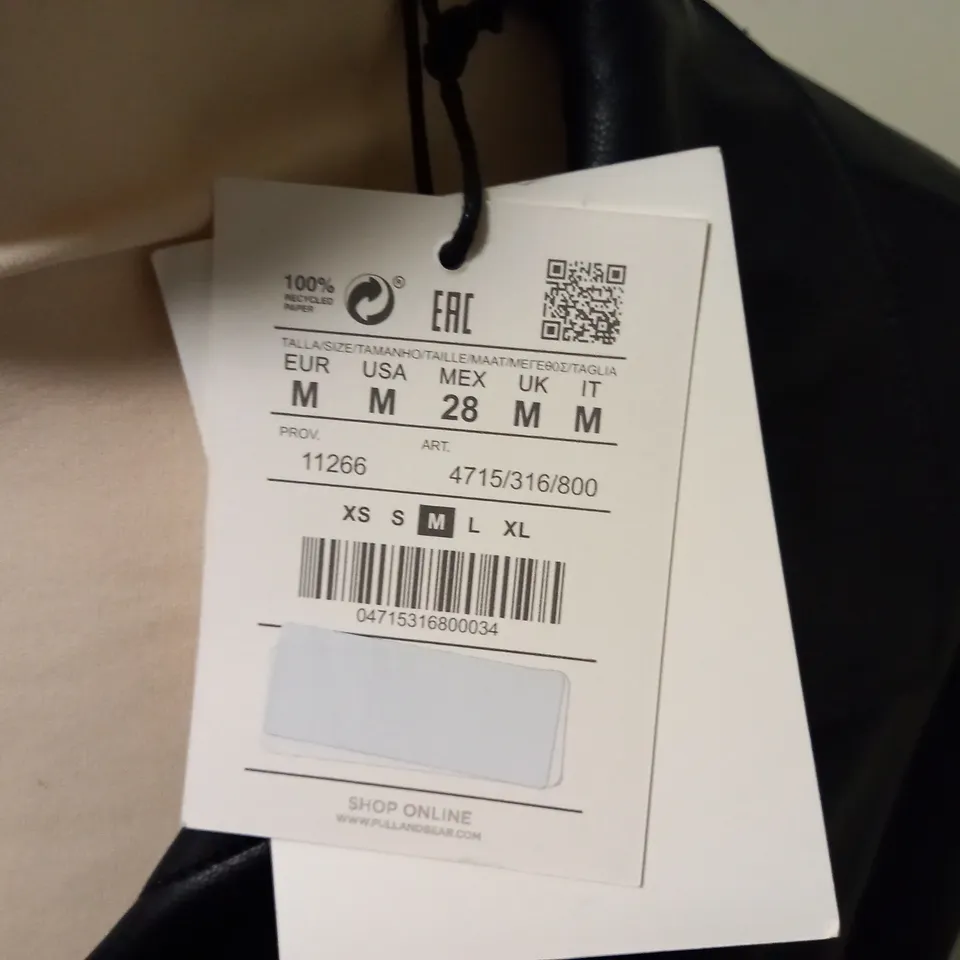 100%
RECYCLED
PAPER
®
EAC
TALLA/SIZE/TAMANHO/TAILLE/MAAT/ΜΕΓΕΘΟΣ/TAGLIA
EUR USA MEX UK IT
M M 28 M M
PROV. ART.
11266 4715/316/800
XS S M L XL
04715316800034
SHOP ONLINE
WWW.PULLANDBEAR.COM